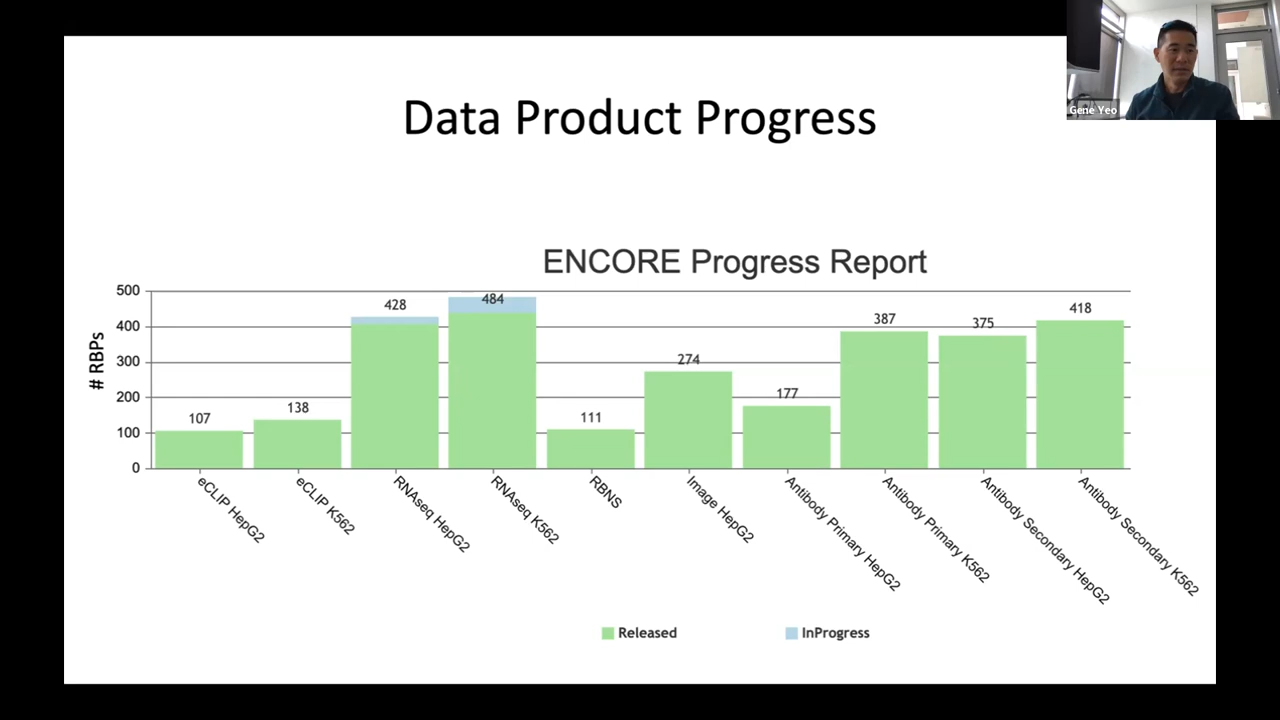 Gene Yeo
Data Product Progress
ENCORE Progress Report
# RBPs
500
400
300
200
100
0
107
138
428
484
111
274
177
387
375
418
eCLIP HepG2
eCLIP K562
RNAseq HepG2
RNAseq K562
RBNS
Image HepG2
Antibody Primary HepG2
Antibody Primary K562
Antibody Secondary HepG2
Antibody Secondary K562
Released
InProgress